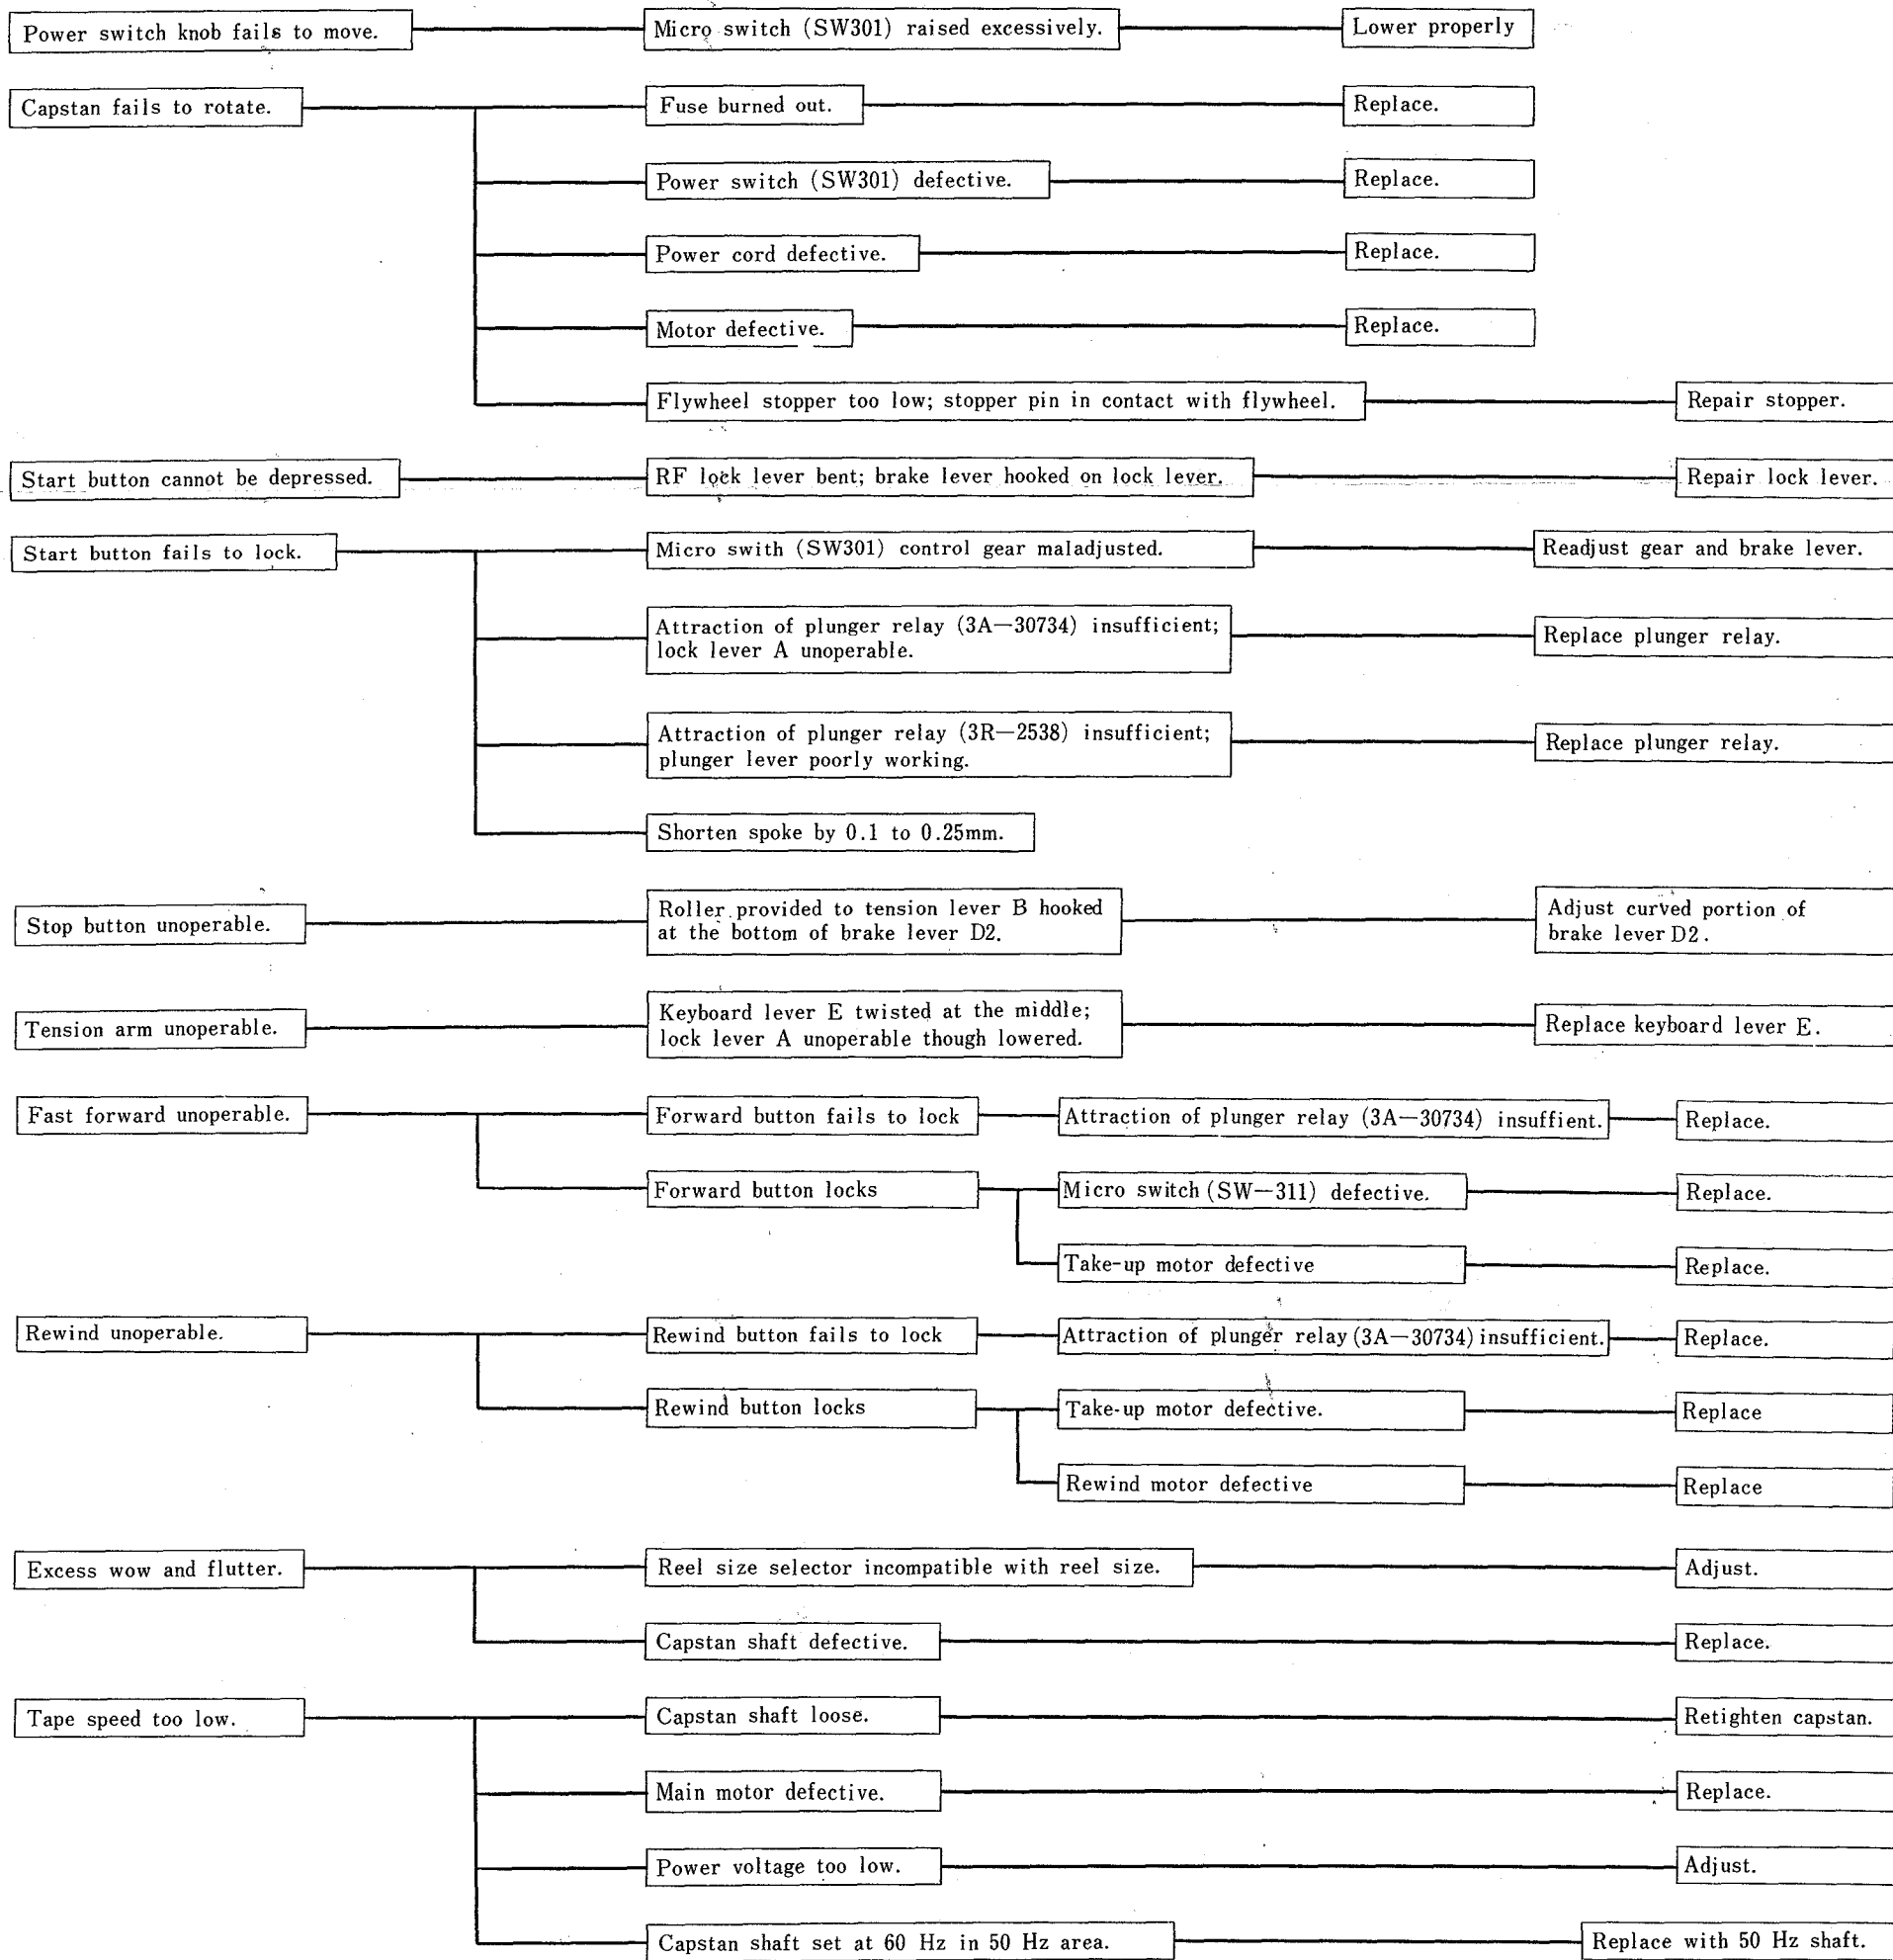 Power switch knob fails to move.
Micro switch (SW301) raised excessively.
Lower properly
Capstan fails to rotate.
Fuse burned out.
Replace.
Power switch (SW301) defective.
Replace.
Power cord defective.
Replace.
Motor defective.
Replace.
Flywheel stopper too low; stopper pin in contact with flywheel.
Repair stopper.
Start button cannot be depressed.
RF lock lever bent; brake lever hooked on lock lever.
Repair lock lever.
Start button fails to lock.
Micro swith (SW301) control gear maladjusted.
Readjust gear and brake lever.
Attraction of plunger relay (3A—30734) insufficient;
lock lever A unoperable.
Replace plunger relay.
Attraction of plunger relay (3R—2538) insufficient;
plunger lever poorly working.
Replace plunger relay.
Shorten spoke by 0.1 to 0.25mm.
Stop button unoperable.
Roller provided to tension lever B hooked
at the bottom of brake lever D2.
Adjust curved portion of
brake lever D2.
Tension arm unoperable.
Keyboard lever E twisted at the middle;
lock lever A unoperable though lowered.
Replace keyboard lever E.
Fast forward unoperable.
Forward button fails to lock
Attraction of plunger relay (3A—30734) insuffient.
Replace.
Forward button locks
Micro switch (SW—311) defective.
Replace.
Take-up motor defective
Replace.
Rewind unoperable.
Rewind button fails to lock
Attraction of plunger relay (3A—30734) insufficient.
Replace.
Rewind button locks
Take-up motor defective.
Replace
Rewind motor defective
Replace
Excess wow and flutter.
Reel size selector incompatible with reel size.
Adjust.
Capstan shaft defective.
Replace.
Tape speed too low.
Capstan shaft loose.
Retighten capstan.
Main motor defective.
Replace.
Power voltage too low.
Adjust.
Capstan shaft set at 60 Hz in 50 Hz area.
Replace with 50 Hz shaft.